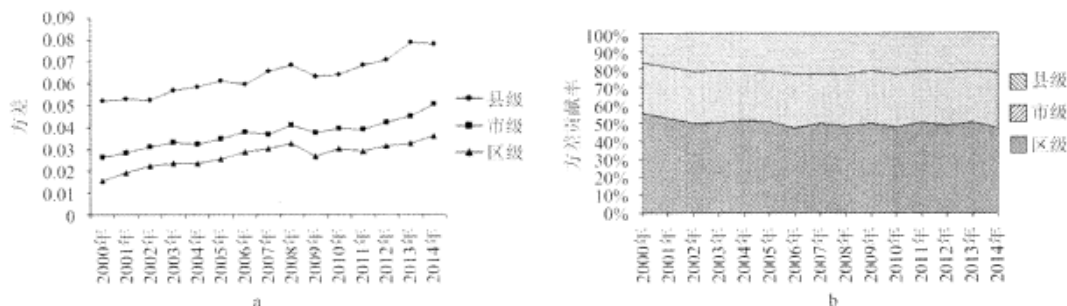 0.09
0.08
0.07
0.06
0.05
0.04
0.03
0.02
0.01
0
方差
2000年
2001年
2002年
2003年
2004年
2005年
2006年
2007年
2008年
2009年
2010年
2011年
2012年
2013年
2014年
县级
市级
区级
a
100%
90%
80%
70%
60%
50%
40%
30%
20%
10%
0%
方差贡献率
2000年
2001年
2002年
2003年
2004年
2005年
2006年
2007年
2008年
2009年
2010年
2011年
2012年
2013年
2014年
县级
市级
区级
b